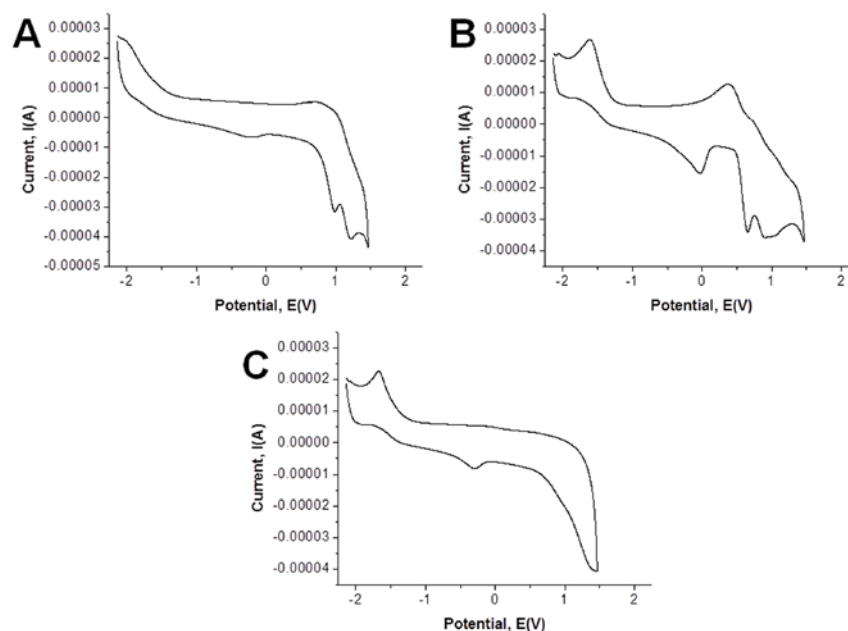 A
0.00003
0.00002
0.00001
0.00000
-0.00001
-0.00002
-0.00003
-0.00004
-0.00005
Current, I(A)
-2 -1 0 1 2
Potential, E(V)
B
0.00003
0.00002
0.00001
0.00000
-0.00001
-0.00002
-0.00003
-0.00004
Current, I(A)
-2 -1 0 1 2
Potential, E(V)
C
0.00003
0.00002
0.00001
0.00000
-0.00001
-0.00002
-0.00003
-0.00004
Current, I(A)
-2 -1 0 1 2
Potential, E(V)